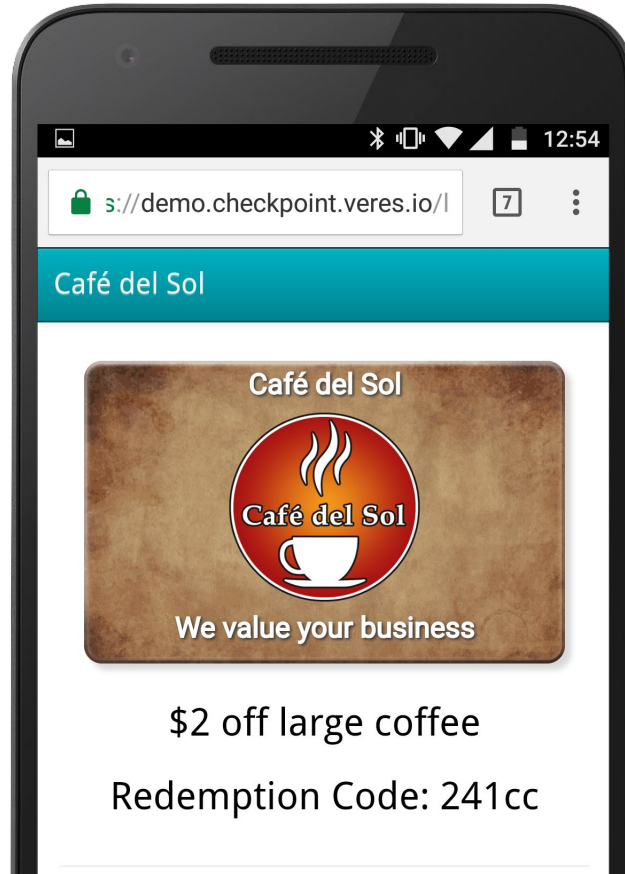 12:54
s://demo.checkpoint.veres.io/l
7
Café del Sol
Café del Sol
Café del Sol
We value your business
$2 off large coffee
Redemption Code: 241cc